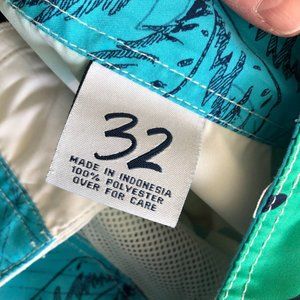 32
MADE IN INDONESIA
100% POLYESTER
OVER FOR CARE